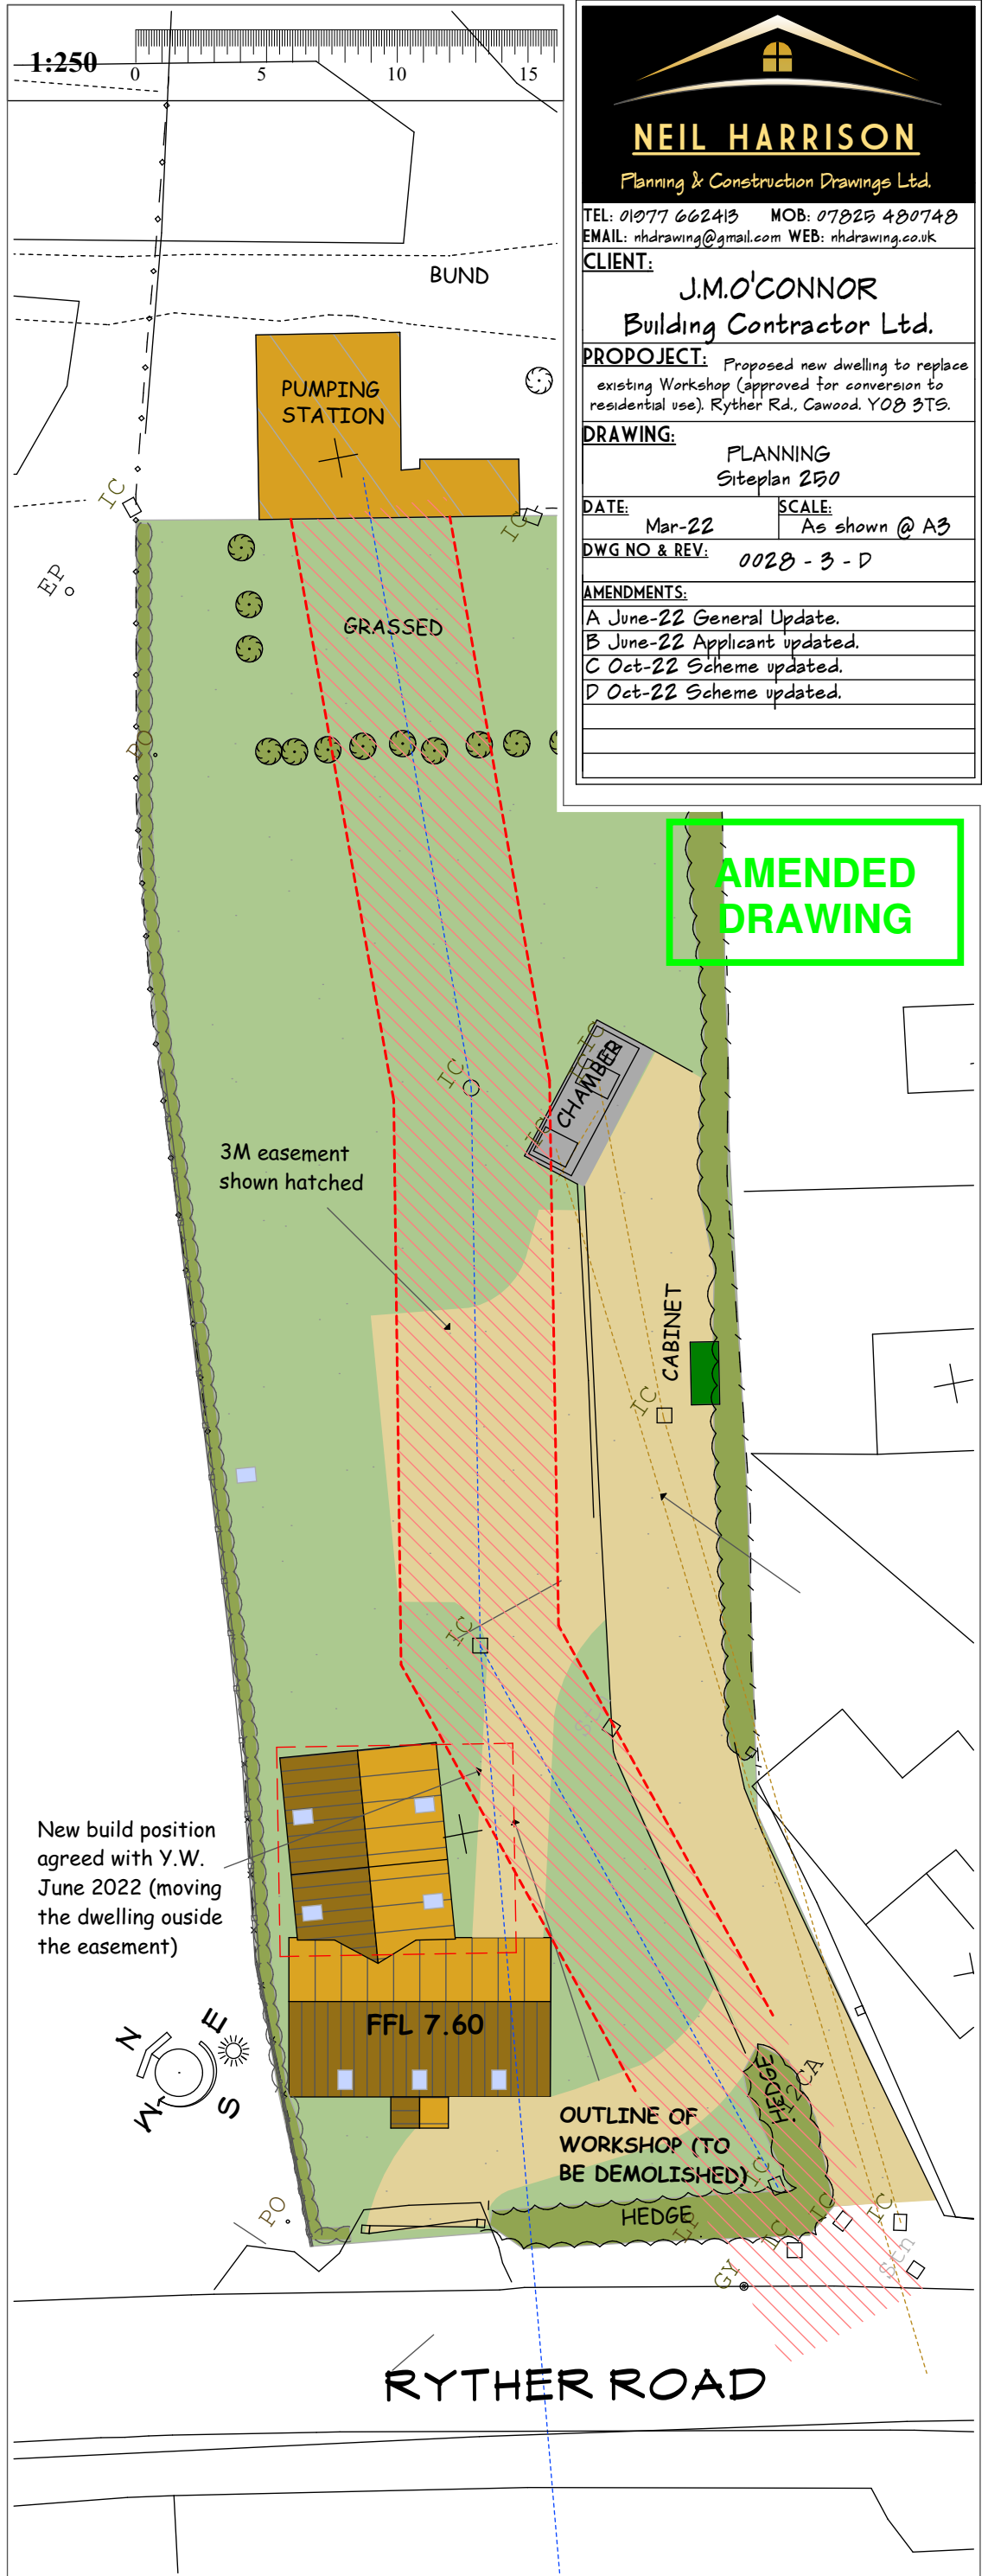 1:250
0 5 10 15
NEIL HARRISON
Planning & Construction Drawings Ltd.
TEL: 01977 662413 MOB: 07825 480748
EMAIL: nhdrawing@gmail.com WEB: nhdrawing.co.uk
CLIENT:
J.M.O'CONNOR
Building Contractor Ltd.
PROPOJECT: Proposed new dwelling to replace
existing Workshop (approved for conversion to
residential use). Ryther Rd., Cawood. YO8 3TS.
DRAWING:
PLANNING
Siteplan 250
DATE: SCALE:
Mar-22 As shown @ A3
DWG NO & REV: 0028 - 3 - D
AMENDMENTS:
A June-22 General Update.
B June-22 Applicant updated.
C Oct-22 Scheme updated.
D Oct-22 Scheme updated.
BUND
PUMPING
STATION
IC
IC
EP
GRASSED
PO
AMENDED
DRAWING
IC
IC
CHAMBER
IC
3M easement
shown hatched
CABINET
IC
IC
New build position
agreed with Y.W.
June 2022 (moving
the dwelling ouside
the easement)
FFL 7.60
N
E
S
W
HEDGE
OUTLINE OF
WORKSHOP (TO
BE DEMOLISHED)
IC
PO
HEDGE
IC
IC
IC
GY
RYTHER ROAD